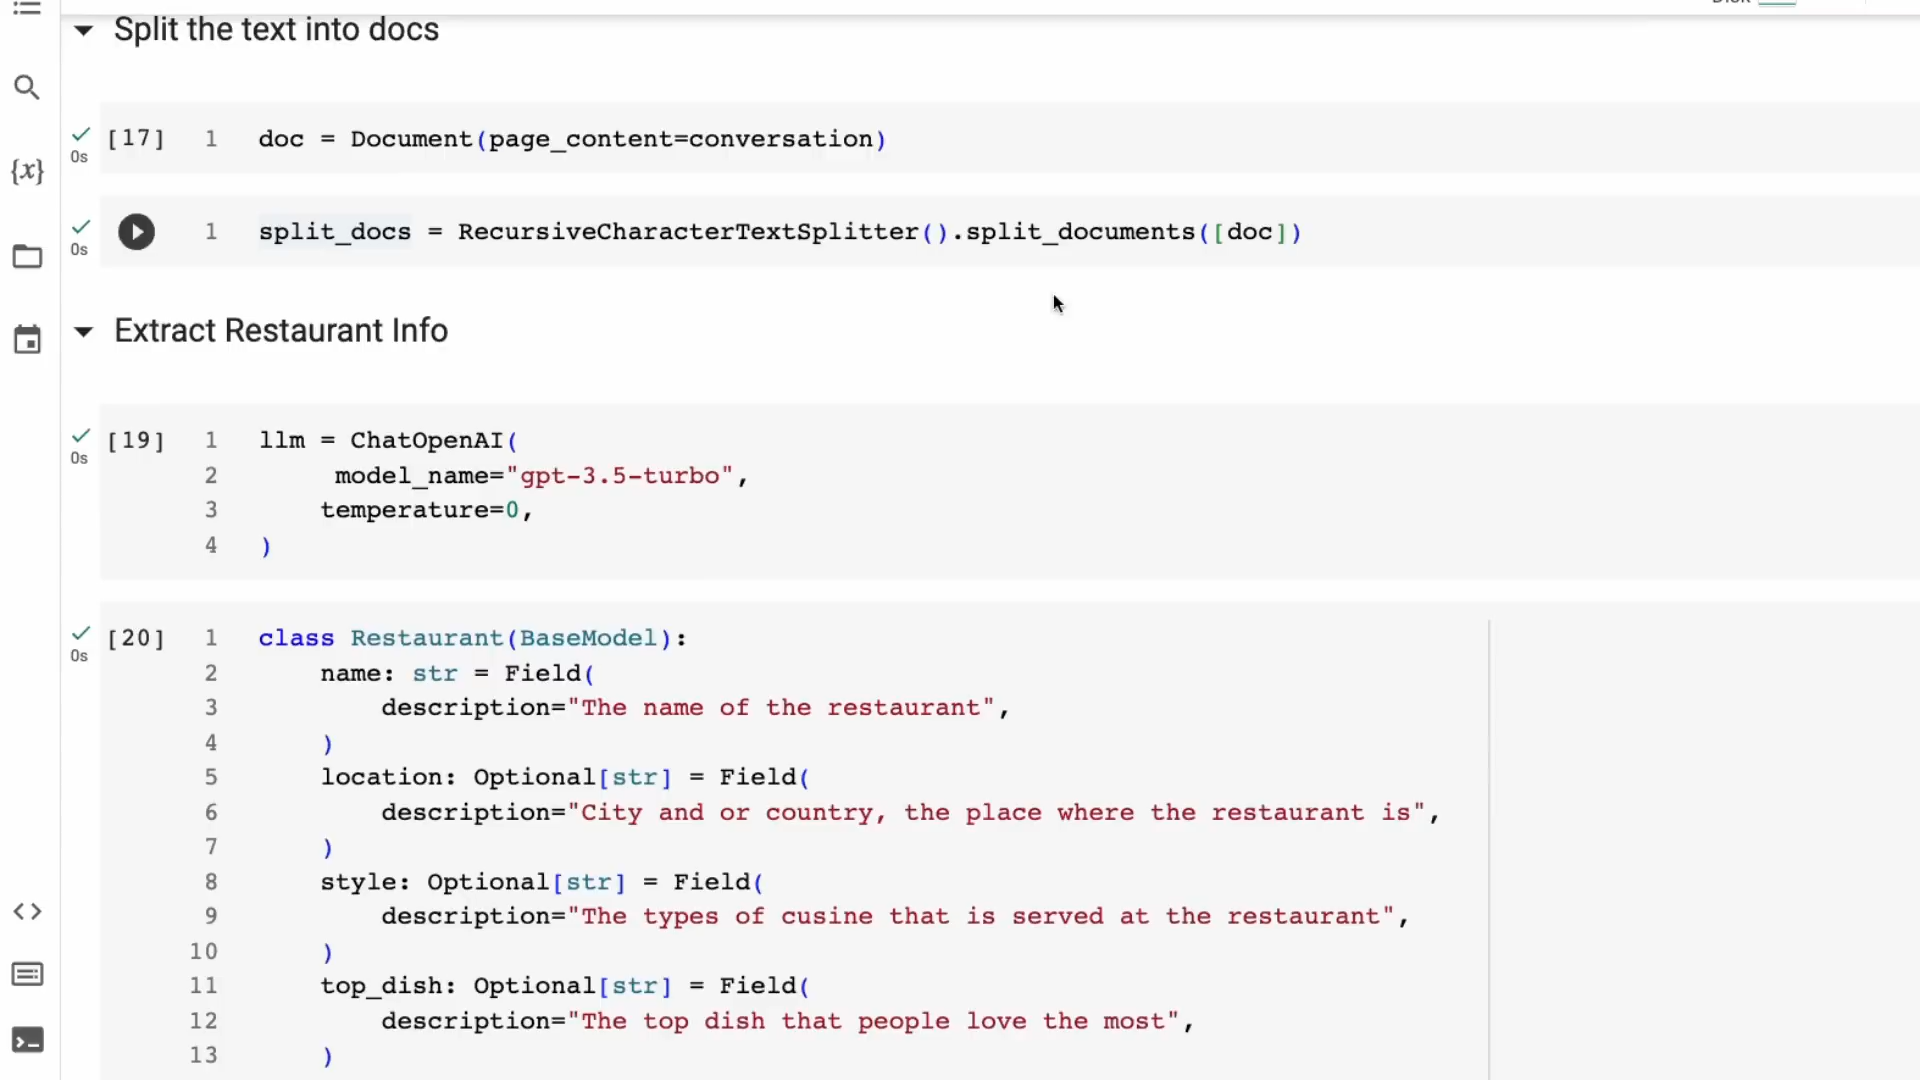 Disk
Split the text into docs
0s [17] 1 doc = Document(page_content=conversation)
{x}
0s 1 split_docs = RecursiveCharacterTextSplitter().split_documents([doc])
Extract Restaurant Info
0s [19] 1 llm = ChatOpenAI(
2 model_name="gpt-3.5-turbo",
3 temperature=0,
4 )
0s [20] 1 class Restaurant(BaseModel):
2 name: str = Field(
3 description="The name of the restaurant",
4 )
5 location: Optional[str] = Field(
6 description="City and or country, the place where the restaurant is",
7 )
8 style: Optional[str] = Field(
9 description="The types of cusine that is served at the restaurant",
10 )
11 top_dish: Optional[str] = Field(
12 description="The top dish that people love the most",
13 )